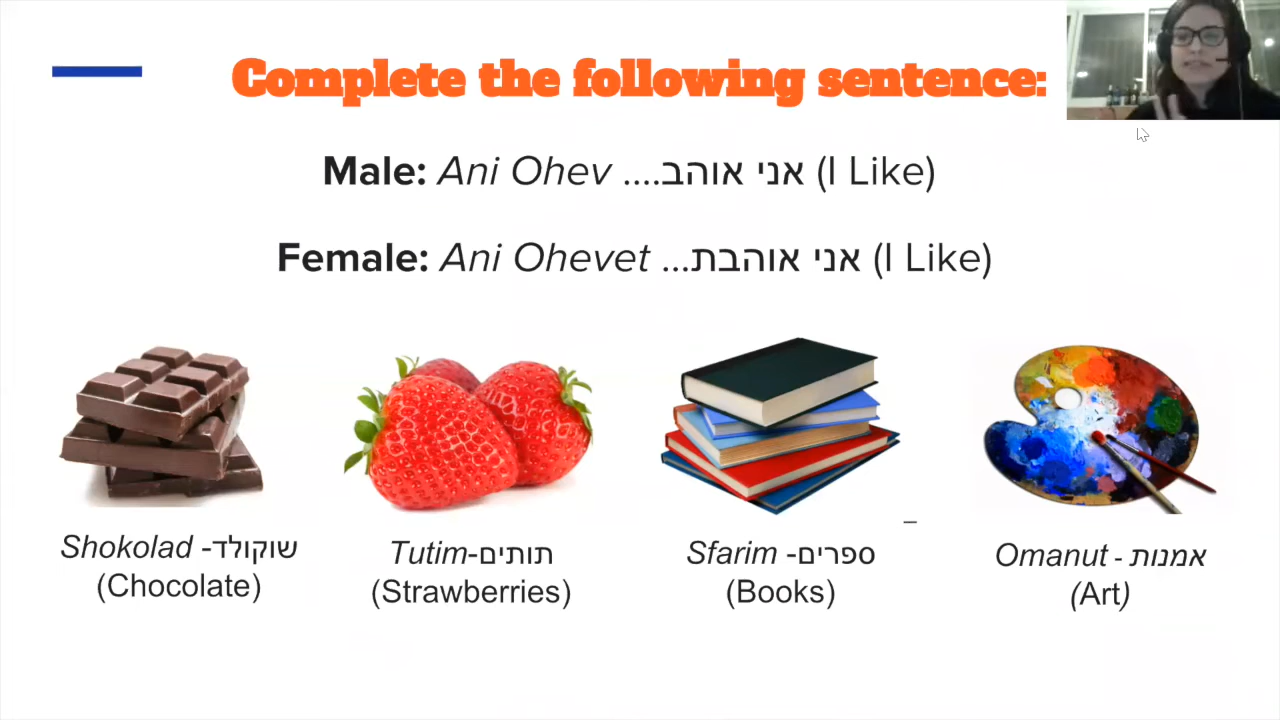 Complete the following sentence:
Male: Ani Ohev ....אני אוהב (I Like)
Female: Ani Ohevet ...אני אוהבת (I Like)
Shokolad -שוקולד
(Chocolate)
Tutim-תותים
(Strawberries)
Sfarim -ספרים
(Books)
Omanut - אמנות
(Art)